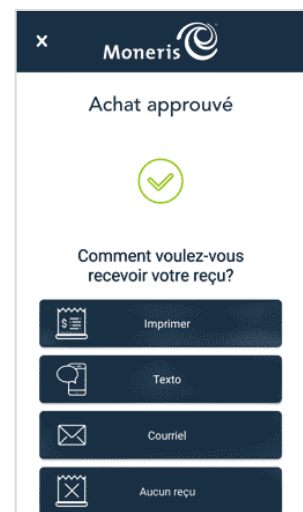 Moneris
Achat approuvé
Comment voulez-vous
recevoir votre reçu?
Imprimer
Texto
Courriel
Aucun reçu